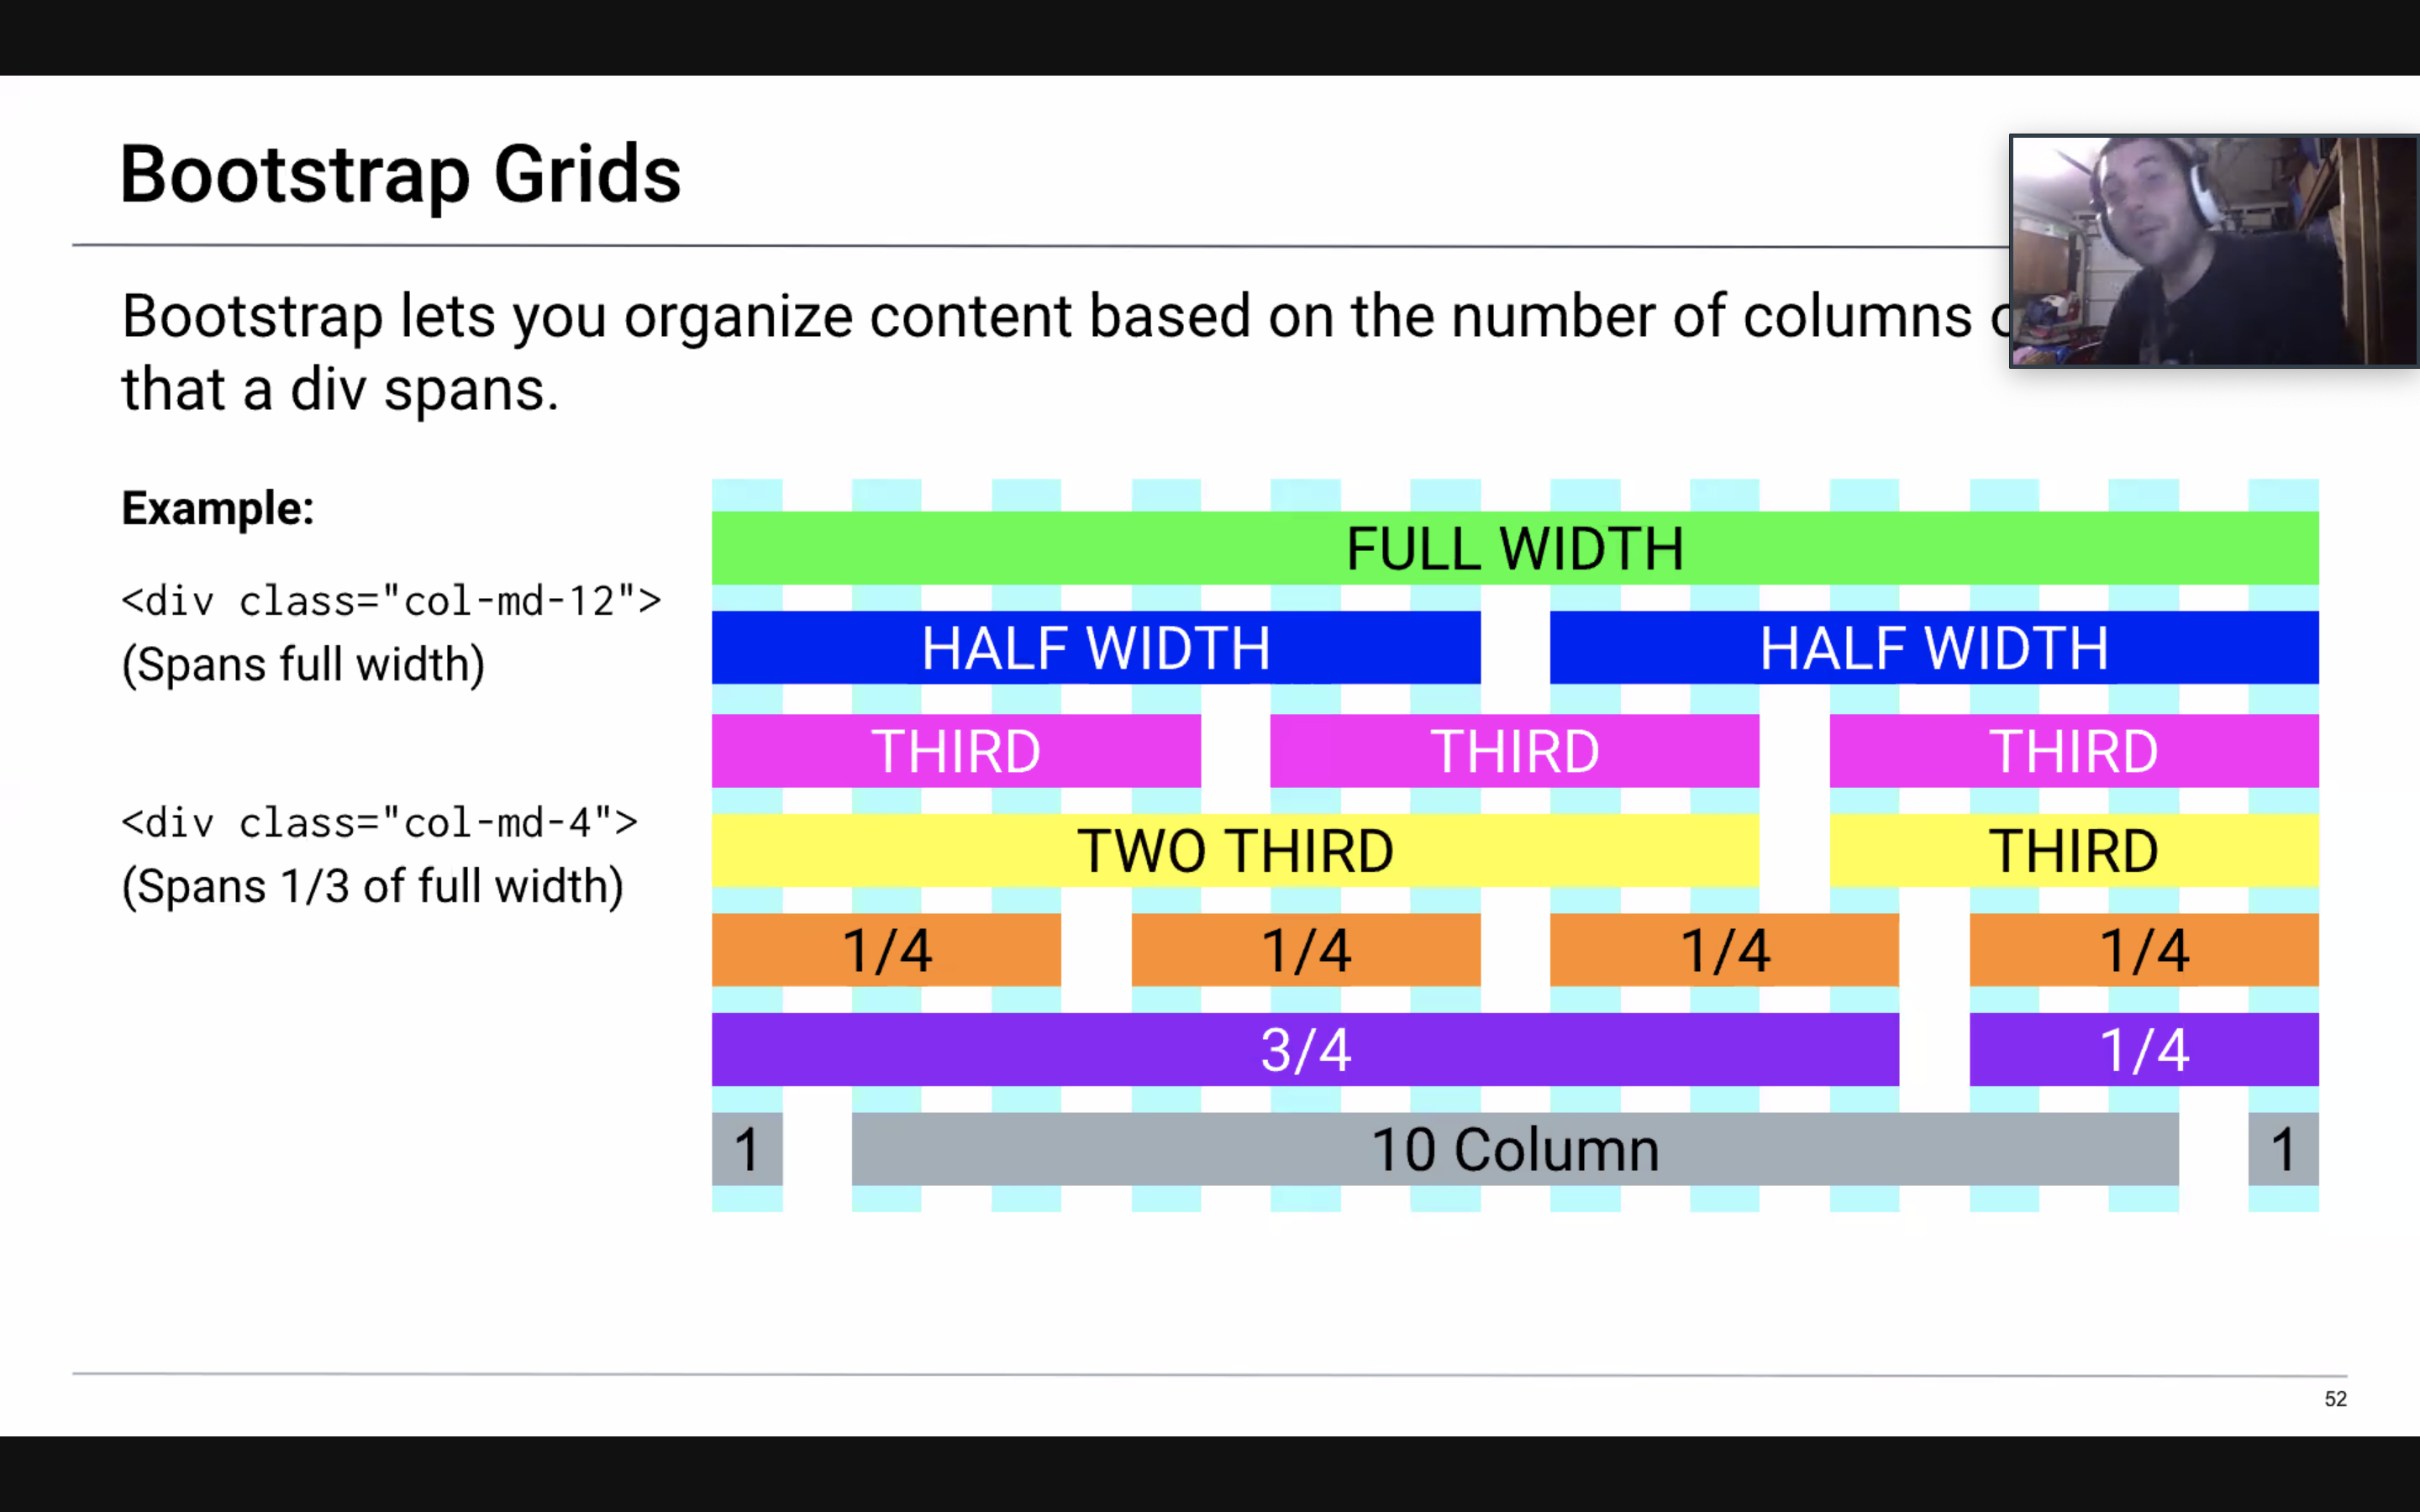 Bootstrap Grids
Bootstrap lets you organize content based on the number of columns
that a div spans.
Example:
<div class="col-md-12">
(Spans full width)
<div class="col-md-4">
(Spans 1/3 of full width)
FULL WIDTH
HALF WIDTH HALF WIDTH
THIRD THIRD THIRD
TWO THIRD THIRD
1/4 1/4 1/4 1/4
3/4 1/4
1 10 Column 1
52